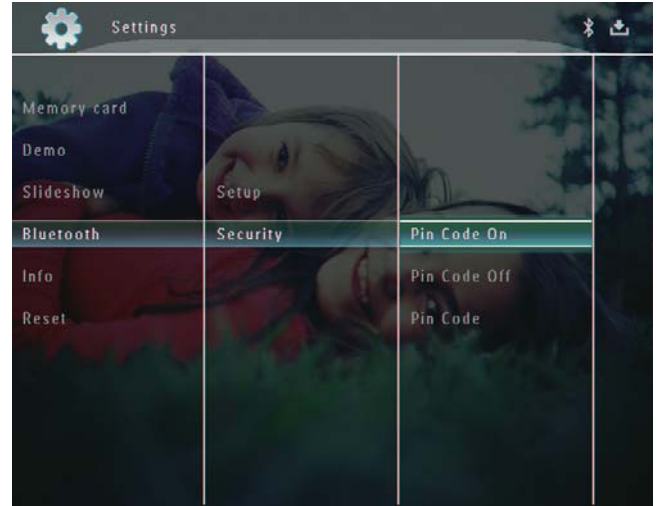 Settings
Memory card
Demo
Slideshow
Setup
Bluetooth
Security
Pin Code On
Info
Pin Code Off
Reset
Pin Code